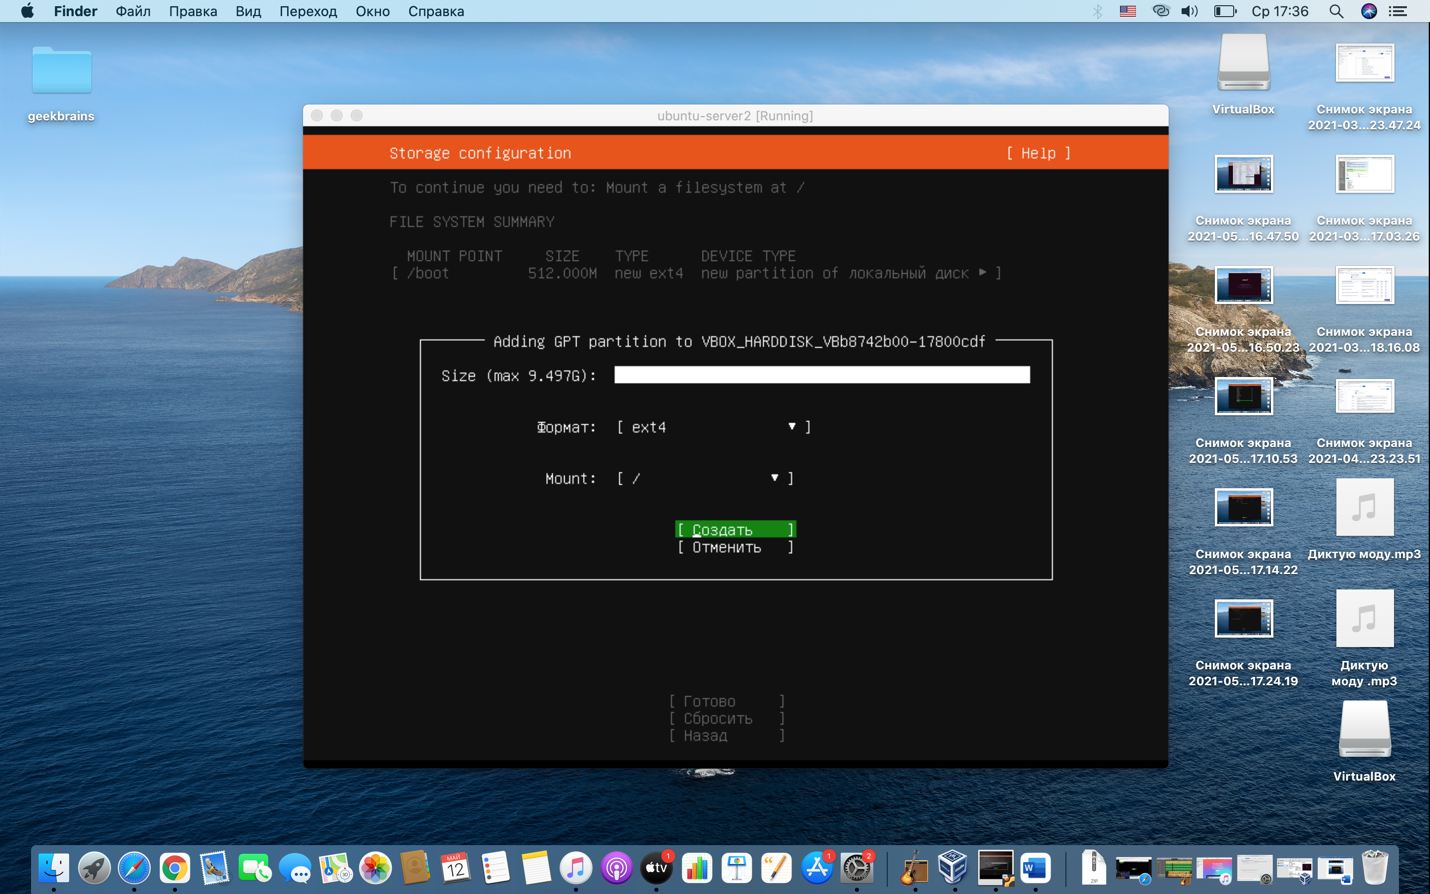 Finder Файл Правка Вид Переход Окно Справка Ср 17:36
geekbrains
VirtualBox
Снимок экрана
2021-03...23.47.24
ubuntu-server2 [Running]
Storage configuration [ Help ]
To continue you need to: Mount a filesystem at /
FILE SYSTEM SUMMARY
MOUNT POINT SIZE TYPE DEVICE TYPE
[ /boot 512.000M new ext4 new partition of локальный диск ▸ ]
Adding GPT partition to VBOX_HARDDISK_VBb8742b00-17800cdf
Size (max 9.497G):
Формат: [ ext4 ▾ ]
Mount: [ / ▾ ]
[ Создать ]
[ Отменить ]
[ Готово ]
[ Сбросить ]
[ Назад ]
Снимок экрана
2021-05...16.47.50
Снимок экрана
2021-03...17.03.26
Снимок экрана
2021-05...16.50.23
Снимок экрана
2021-03...18.16.08
Снимок экрана
2021-05...17.10.53
Снимок экрана
2021-04...23.23.51
Снимок экрана
2021-05...17.14.22
Диктую моду.mp3
Снимок экрана
2021-05...17.24.19
Диктую
моду .mp3
VirtualBox
МАЙ
12
tv
1
1
2
ZIP
W